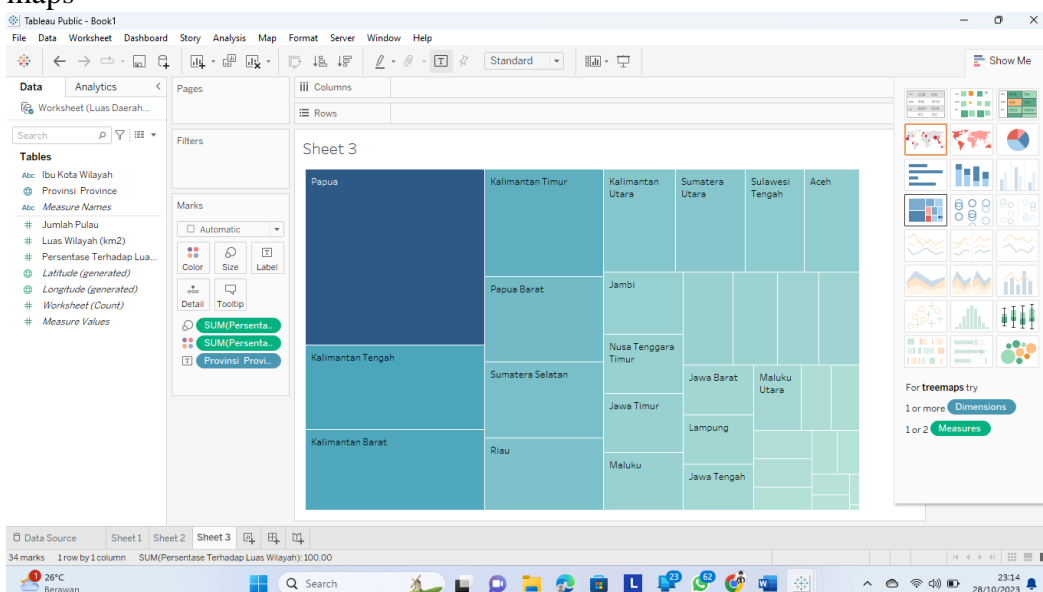 maps
Tableau Public - Book1
File Data Worksheet Dashboard Story Analysis Map Format Server Window Help
Standard
Show Me
Data Analytics
Pages
Columns
Worksheet (Luas Daerah...
Rows
Search
Filters
Tables
Sheet 3
Abc Ibu Kota Wilayah
Provinsi Province
Abc Measure Names
# Jumlah Pulau
# Luas Wilayah (km2)
# Persentase Terhadap Lua...
Latitude (generated)
Longitude (generated)
# Worksheet (Count)
# Measure Values
Marks
Automatic
Color Size Label
Detail Tooltip
SUM(Persenta..
SUM(Persenta..
Provinsi Provi..
Papua
Kalimantan Tengah
Kalimantan Barat
Kalimantan Timur
Papua Barat
Sumatera Selatan
Riau
Kalimantan
Utara
Sumatera
Utara
Sulawesi
Tengah
Aceh
Jambi
Nusa Tenggara
Timur
Jawa Timur
Maluku
Jawa Barat
Lampung
Jawa Tengah
Maluku
Utara
For treemaps try
1 or more Dimensions
1 or 2 Measures
Data Source Sheet 1 Sheet 2 Sheet 3
34 marks 1 row by 1 column SUM(Persentase Terhadap Luas Wilayah): 100.00
1
26°C
Berawan
Search
L
23
62
23:14
28/10/2023